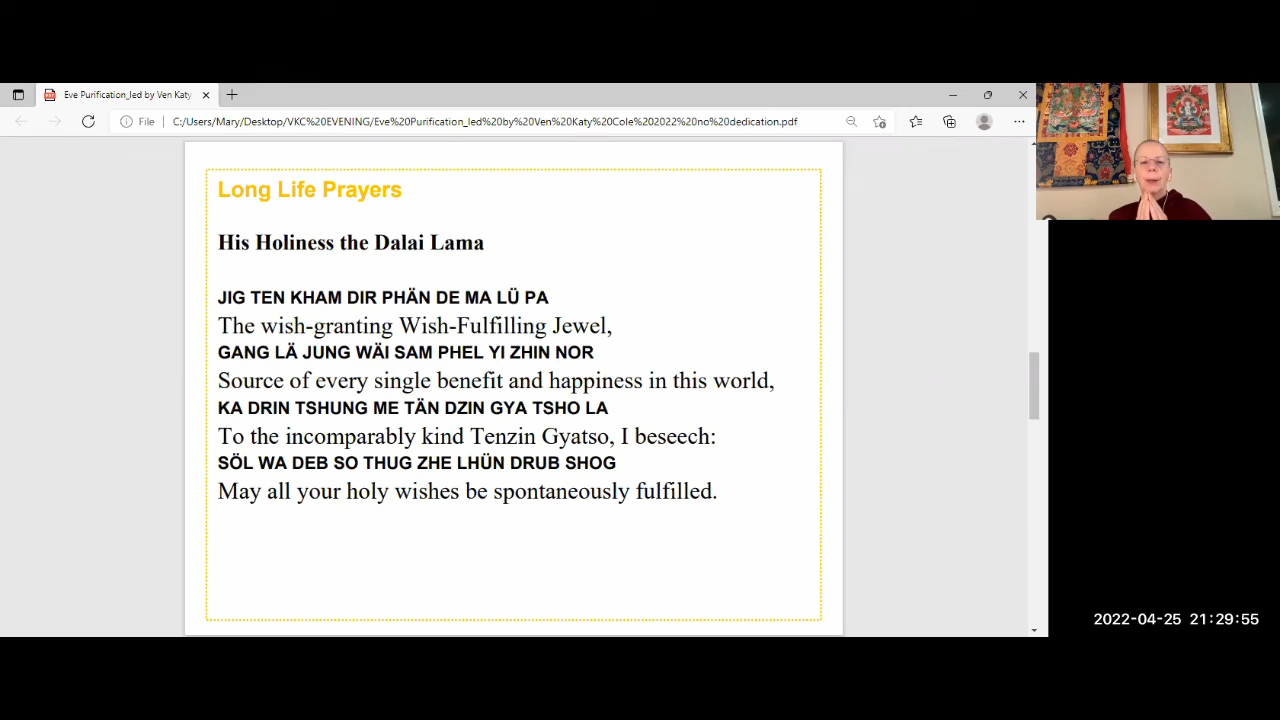 Eve Purification_led by Ven Katy
File
C:/Users/Mary/Desktop/VKC%20EVENING/Eve%20Purification_led%20by%20Ven%20Katy%20Cole%202022%20no%20dedication.pdf
Long Life Prayers
His Holiness the Dalai Lama
JIG TEN KHAM DIR PHÄN DE MA LÜ PA
The wish-granting Wish-Fulfilling Jewel,
GANG LÄ JUNG WÄI SAM PHEL YI ZHIN NOR
Source of every single benefit and happiness in this world,
KA DRIN TSHUNG ME TÄN DZIN GYA TSHO LA
To the incomparably kind Tenzin Gyatso, I beseech:
SÖL WA DEB SO THUG ZHE LHÜN DRUB SHOG
May all your holy wishes be spontaneously fulfilled.
2022-04-25 21:29:55